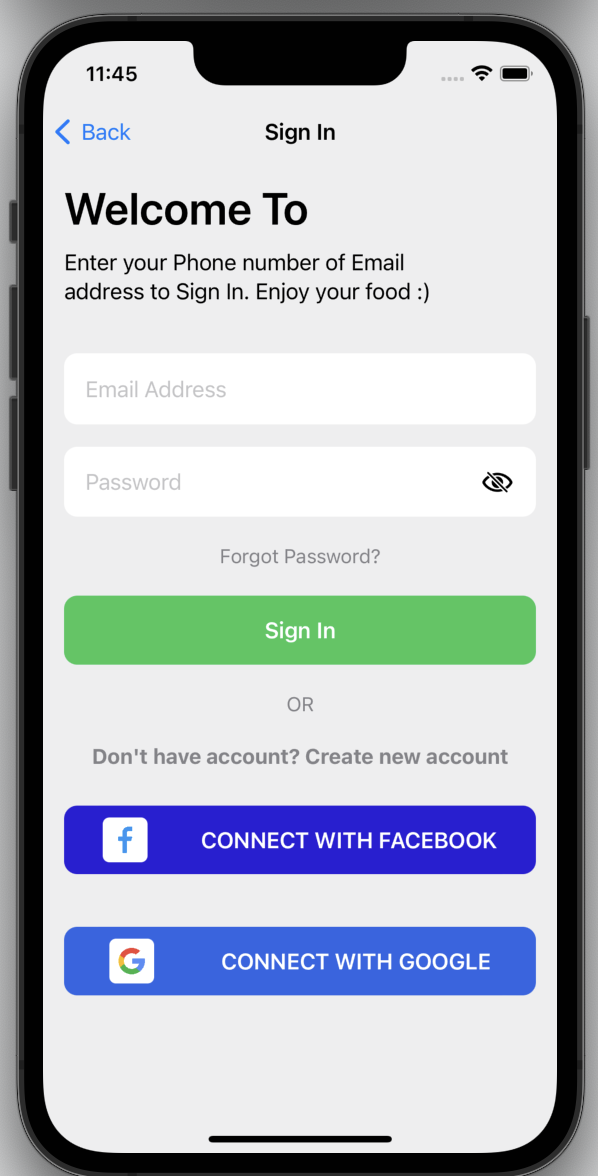 11:45
Back
Sign In
Welcome To
Enter your Phone number of Email
address to Sign In. Enjoy your food :)
Email Address
Password
Forgot Password?
Sign In
OR
Don't have account? Create new account
f CONNECT WITH FACEBOOK
G CONNECT WITH GOOGLE